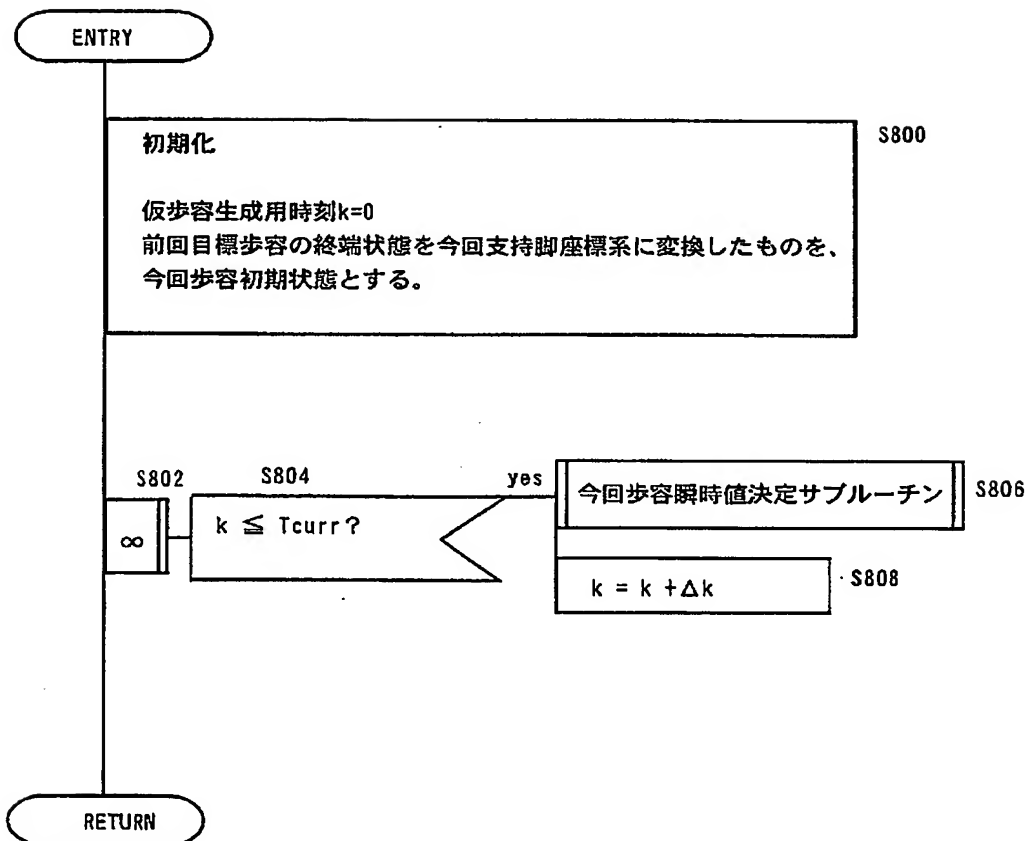 ENTRY
初期化
S800
仮歩容生成用時刻k=0
前回目標歩容の終端状態を今回支持脚座標系に変換したものを、
今回歩容初期状態とする。
S802
S804
yes
∞
k ≦ Tcurr?
今回歩容瞬時値決定サブルーチン
S806
k = k +Δk
S808
RETURN